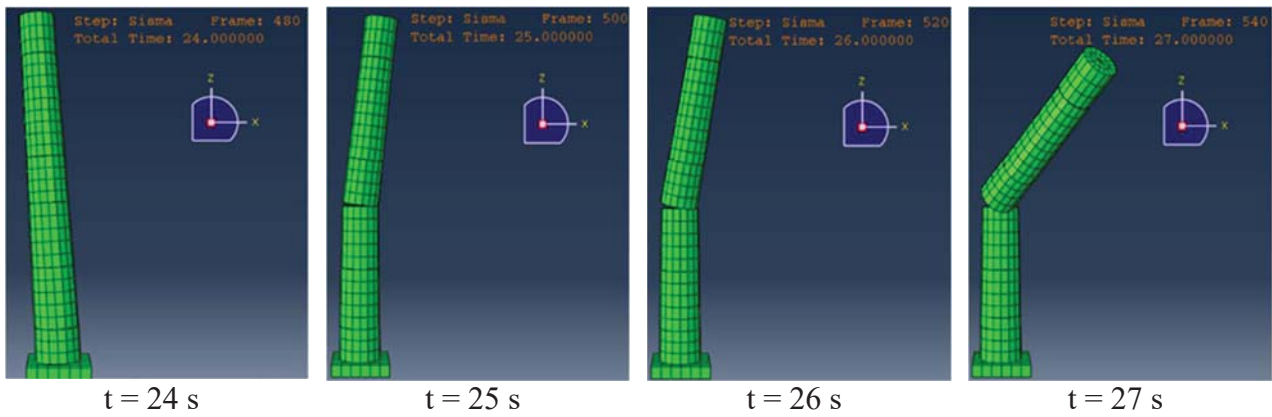 Step: Sisma Frame: 480
Total Time: 24.000000
z
x
t = 24 s
Step: Sisma Frame: 500
Total Time: 25.000000
z
x
t = 25 s
Step: Sisma Frame: 520
Total Time: 26.000000
z
x
t = 26 s
Step: Sisma Frame: 540
Total Time: 27.000000
z
x
t = 27 s